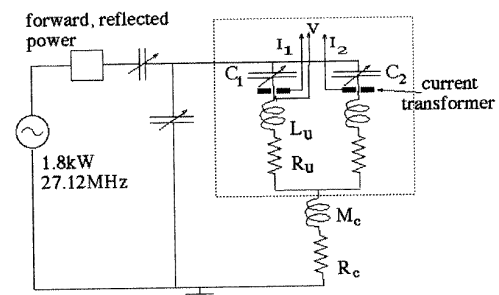 forward, reflected
power
V
I1 I2
C1
C2
current
transformer
Lu
1.8kW
27.12MHz
Ru
Mc
Rc